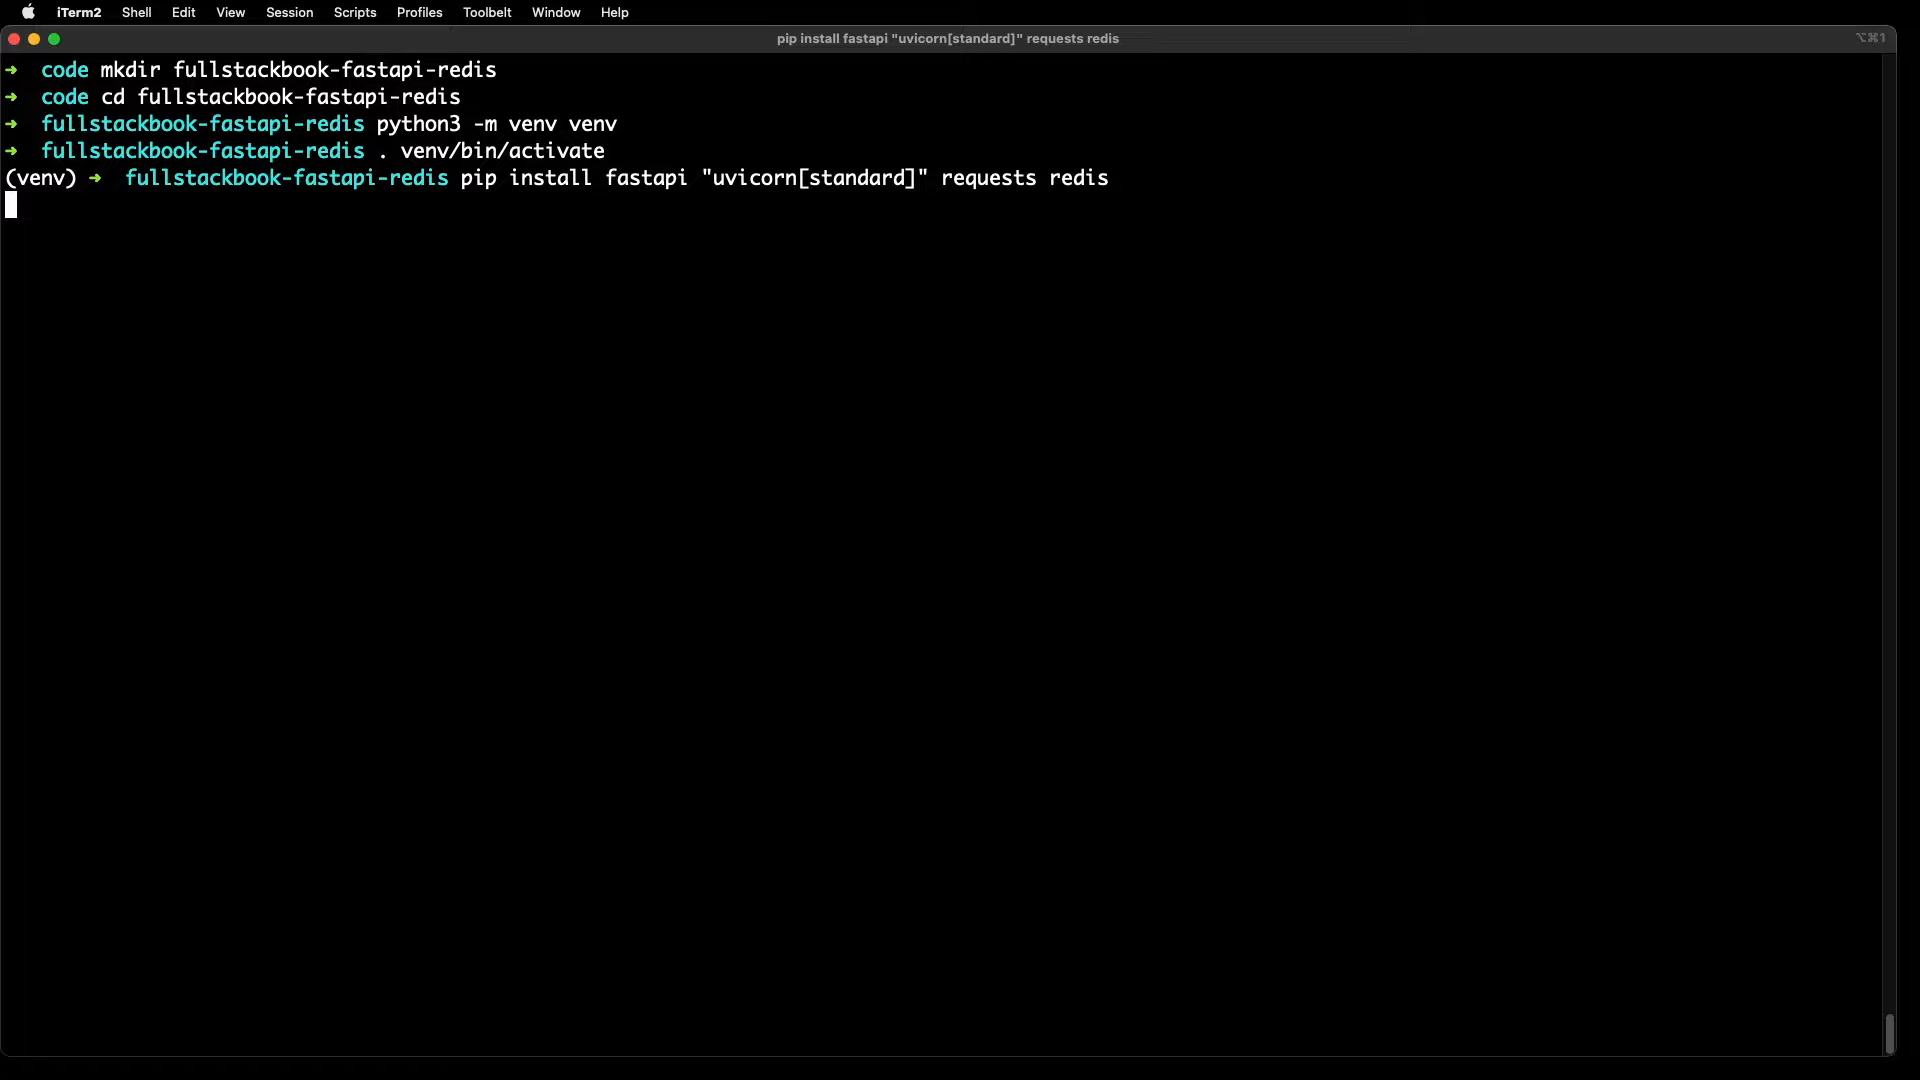 iTerm2 Shell Edit View Session Scripts Profiles Toolbelt Window Help
pip install fastapi "uvicorn[standard]" requests redis ⌥⌘1
➜ code mkdir fullstackbook-fastapi-redis
➜ code cd fullstackbook-fastapi-redis
➜ fullstackbook-fastapi-redis python3 -m venv venv
➜ fullstackbook-fastapi-redis . venv/bin/activate
(venv) ➜ fullstackbook-fastapi-redis pip install fastapi "uvicorn[standard]" requests redis